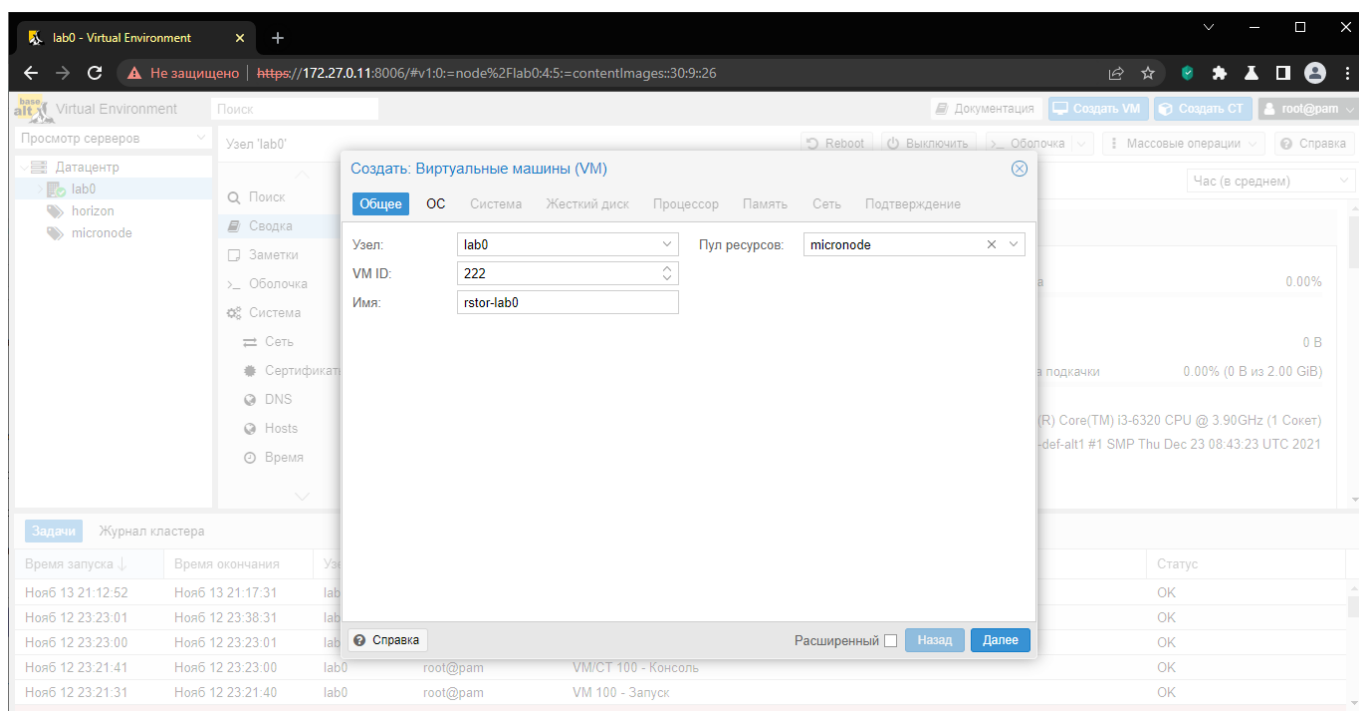 lab0 - Virtual Environment
Не защищено | https://172.27.0.11:8006/#v1:0:=node%2Flab0:4:5:=contentImages::30:9::26
base alt Virtual Environment Поиск Документация Создать VM Создать CT root@pam
Просмотр серверов Узел 'lab0' Reboot Выключить Оболочка Массовые операции Справка
Датацентр
lab0
horizon
micronode
Поиск
Сводка
Заметки
Оболочка
Система
Сеть
DNS
Hosts
Время
Час (в среднем)
Создать: Виртуальные машины (VM)
Общее ОС Система Жесткий диск Процессор Память Сеть Подтверждение
Узел: lab0 Пул ресурсов: micronode
VM ID: 222
Имя: rstor-lab0
0.00%
0 B
подкачки 0.00% (0 B из 2.00 GiB)
(R) Core(TM) i3-6320 CPU @ 3.90GHz (1 Сокет)
-def-alt1 #1 SMP Thu Dec 23 08:43:23 UTC 2021
Справка Расширенный Назад Далее
Задачи Журнал кластера
Время запуска ↓ Время окончания Статус
Нояб 13 21:12:52 Нояб 13 21:17:31 OK
Нояб 12 23:23:01 Нояб 12 23:38:31 OK
Нояб 12 23:23:00 Нояб 12 23:23:01 OK
Нояб 12 23:21:41 Нояб 12 23:23:00 lab0 root@pam VM/CT 100 - Консоль OK
Нояб 12 23:21:31 Нояб 12 23:21:40 lab0 root@pam VM 100 - Запуск OK